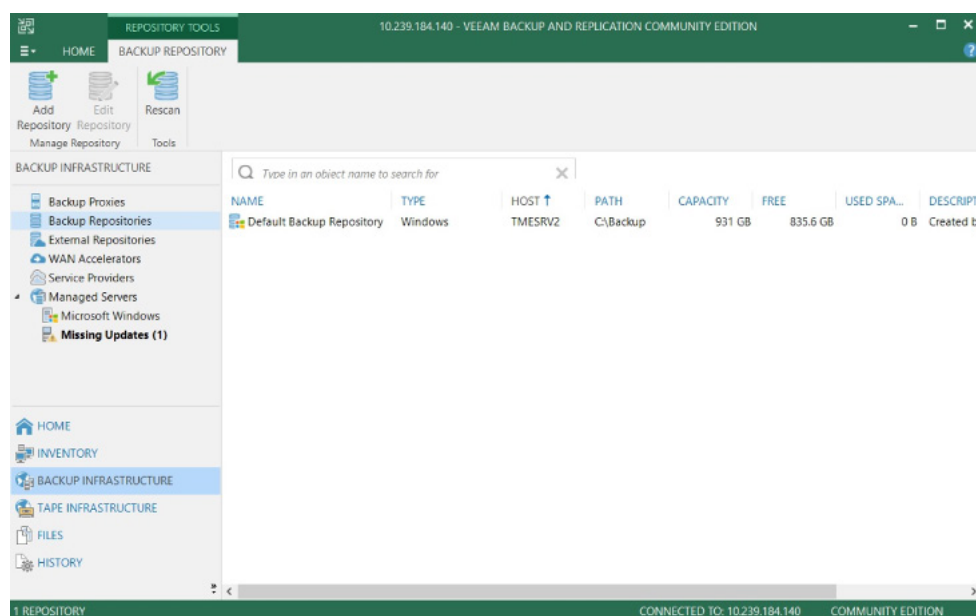 REPOSITORY TOOLS
10.239.184.140 - VEEAM BACKUP AND REPLICATION COMMUNITY EDITION
HOME BACKUP REPOSITORY
Add Repository
Edit Repository
Rescan
Manage Repository
Tools
BACKUP INFRASTRUCTURE
Type in an object name to search for
Backup Proxies
Backup Repositories
External Repositories
WAN Accelerators
Service Providers
Managed Servers
Microsoft Windows
Missing Updates (1)
NAME TYPE HOST PATH CAPACITY FREE USED SPA... DESCRIPT
Default Backup Repository Windows TMESRV2 C:\Backup 931 GB 835.6 GB 0 B Created b
HOME
INVENTORY
BACKUP INFRASTRUCTURE
TAPE INFRASTRUCTURE
FILES
HISTORY
1 REPOSITORY
CONNECTED TO: 10.239.184.140 COMMUNITY EDITION